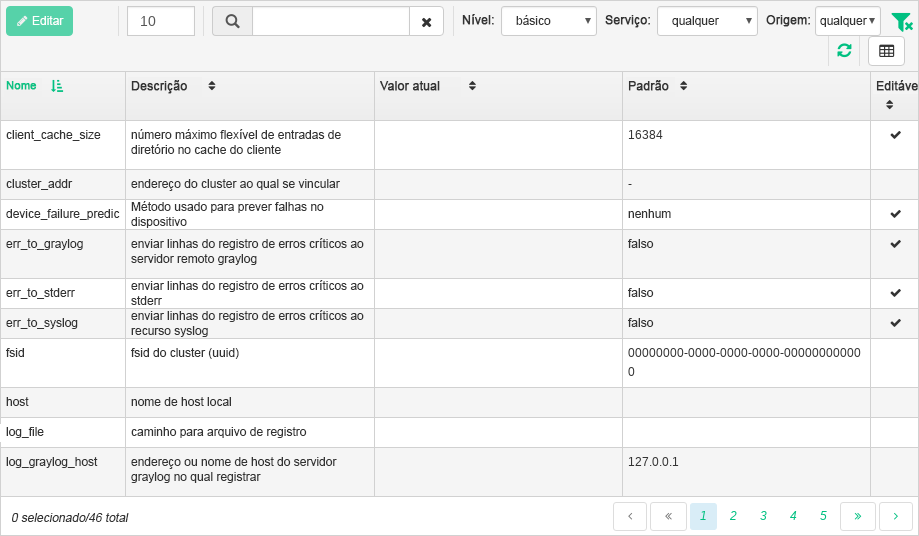 Editar 10 Nível: básico Serviço: qualquer Origem: qualquer
Nome Descrição Valor atual Padrão Editáve
client_cache_size número máximo flexível de entradas de 16384
diretório no cache do cliente
cluster_addr endereço do cluster ao qual se vincular -
device_failure_predic Método usado para prever falhas no nenhum
dispositivo
err_to_graylog enviar linhas do registro de erros críticos ao falso
servidor remoto graylog
err_to_stderr enviar linhas do registro de erros críticos ao falso
stderr
err_to_syslog enviar linhas do registro de erros críticos ao falso
recurso syslog
fsid fsid do cluster (uuid) 00000000-0000-0000-0000-00000000000
0
host nome de host local
log_file caminho para arquivo de registro
log_graylog_host endereço ou nome de host do servidor 127.0.0.1
graylog no qual registrar
0 selecionado/46 total ‹ « 1 2 3 4 5 » ›